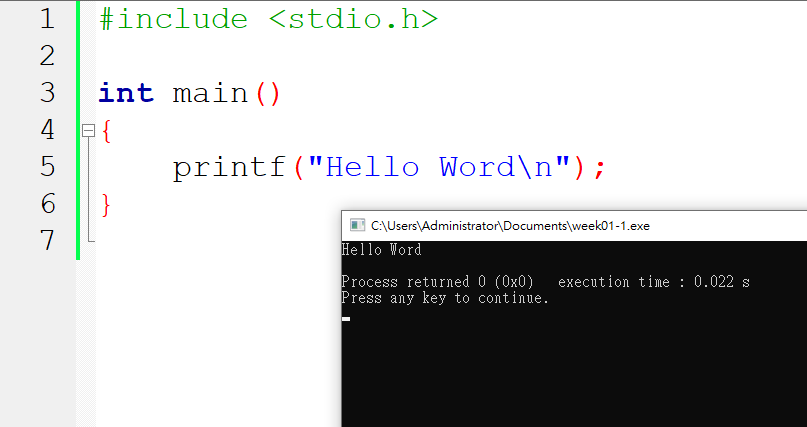 1 #include <stdio.h>
2
3 int main()
4 {
5     printf("Hello Word\n");
6 }
7
C:\Users\Administrator\Documents\week01-1.exe
Hello Word
Process returned 0 (0x0)   execution time : 0.022 s
Press any key to continue.